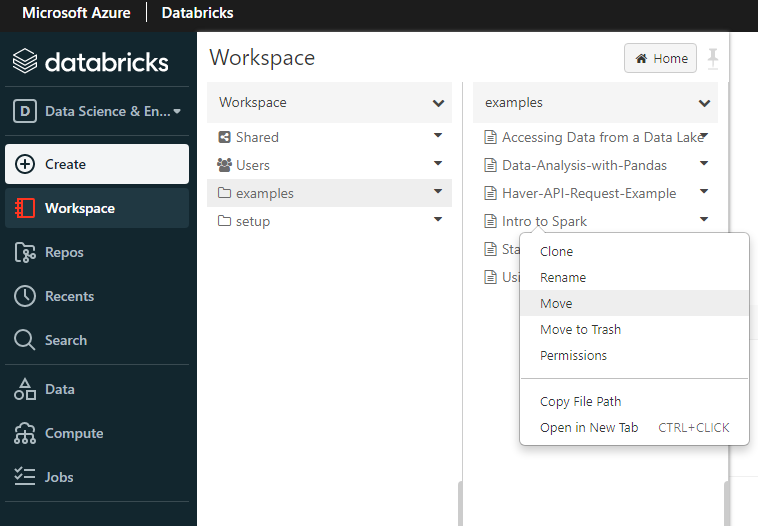 Microsoft Azure Databricks
databricks
D Data Science & En...
Create
Workspace
Repos
Recents
Search
Data
Compute
Jobs
Workspace
Home
Workspace
Shared
Users
examples
setup
examples
Accessing Data from a Data Lake
Data-Analysis-with-Pandas
Haver-API-Request-Example
Intro to Spark
Sta
Usi
Clone
Rename
Move
Move to Trash
Permissions
Copy File Path
Open in New Tab CTRL+CLICK